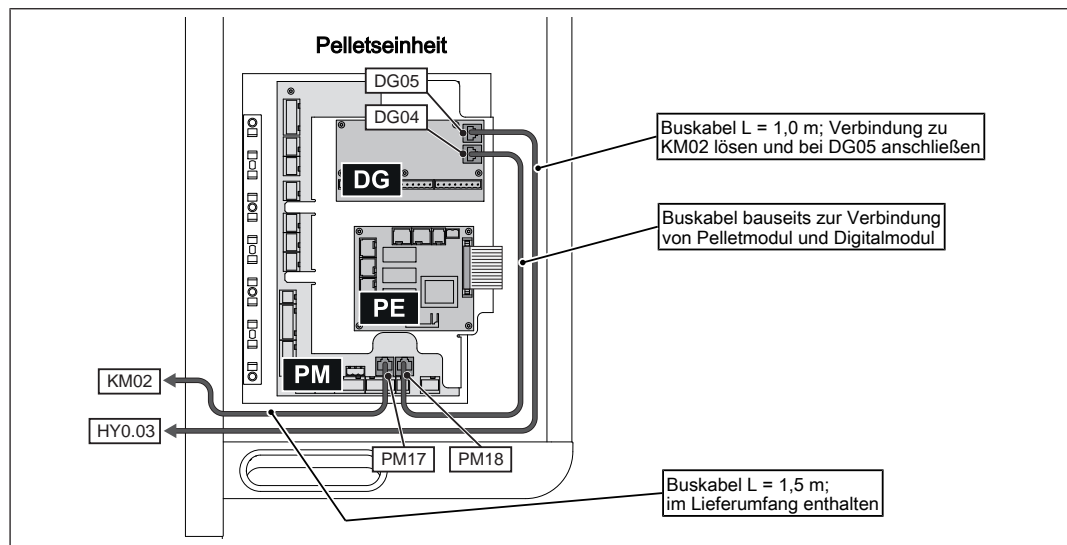 Pelletseinheit
DG05
DG04
DG
PE
PM
KM02
HY0.03
PM17
PM18
Buskabel L = 1,0 m; Verbindung zu
KM02 lösen und bei DG05 anschließen
Buskabel bauseits zur Verbindung
von Pelletmodul und Digitalmodul
Buskabel L = 1,5 m;
im Lieferumfang enthalten